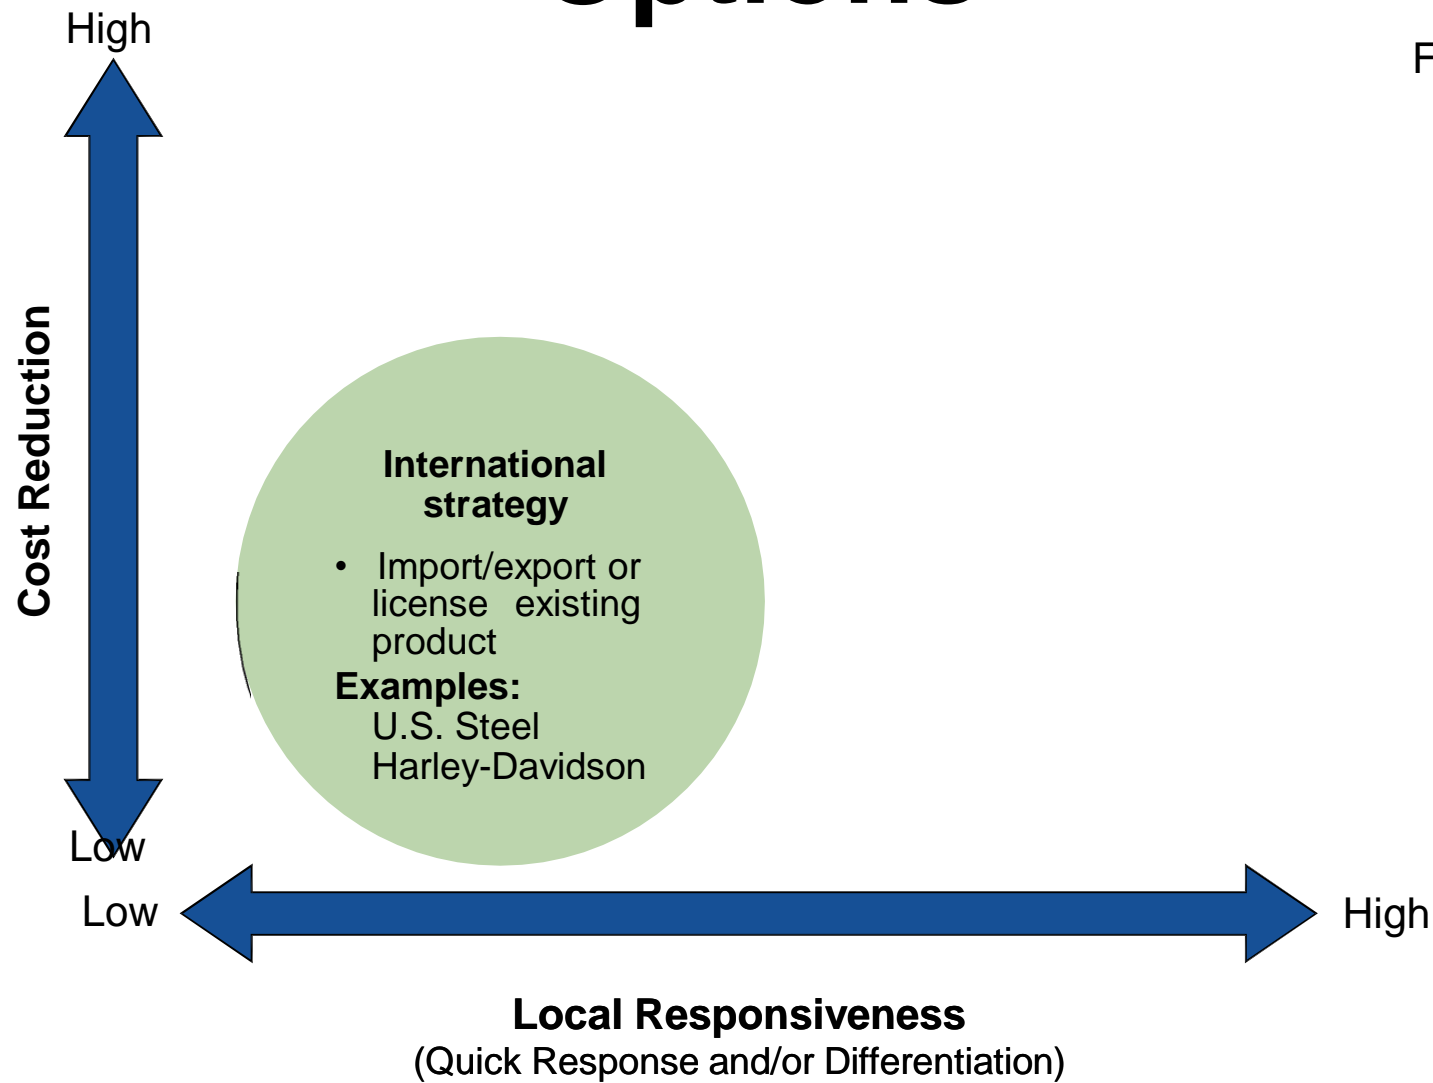 Options
High
F
Cost Reduction
International
strategy
• Import/export or
license existing
product
Examples:
U.S. Steel
Harley-Davidson
Low
Low
High
Local Responsiveness
(Quick Response and/or Differentiation)